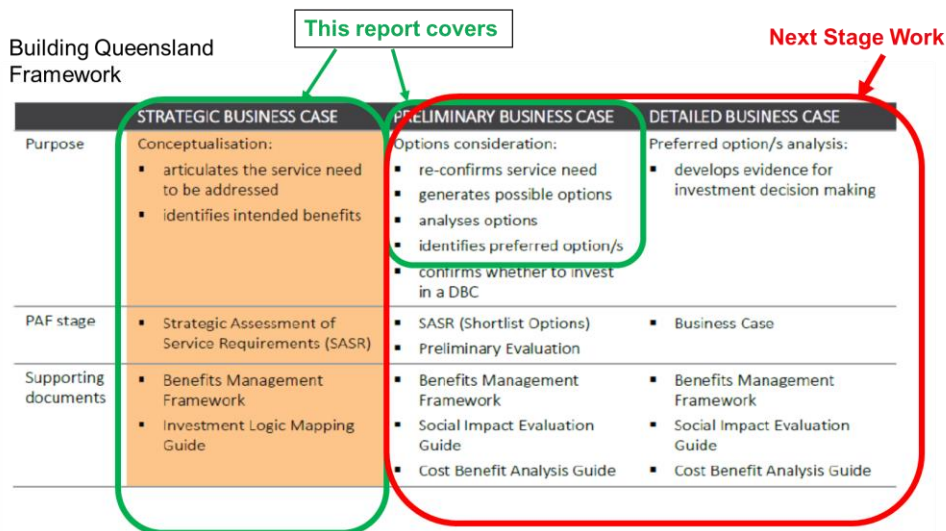 This report covers
Next Stage Work
Building Queensland
Framework
STRATEGIC BUSINESS CASE
PRELIMINARY BUSINESS CASE
DETAILED BUSINESS CASE
Purpose
Conceptualisation:
▪ articulates the service need
to be addressed
▪ identifies intended benefits
Options consideration:
▪ re-confirms service need
▪ generates possible options
▪ analyses options
▪ identifies preferred option/s
▪ confirms whether to invest
in a DBC
Preferred option/s analysis:
▪ develops evidence for
investment decision making
PAF stage
▪ Strategic Assessment of
Service Requirements (SASR)
▪ SASR (Shortlist Options)
▪ Preliminary Evaluation
▪ Business Case
Supporting
documents
▪ Benefits Management
Framework
▪ Investment Logic Mapping
Guide
▪ Benefits Management
Framework
▪ Social Impact Evaluation
Guide
▪ Cost Benefit Analysis Guide
▪ Benefits Management
Framework
▪ Social Impact Evaluation
Guide
▪ Cost Benefit Analysis Guide